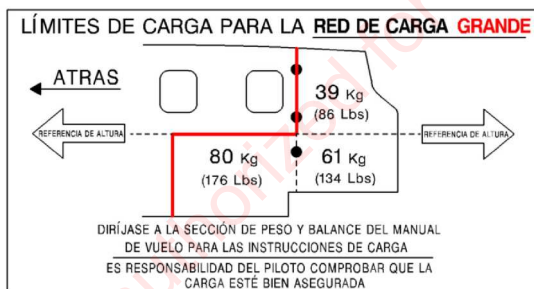 LÍMITES DE CARGA PARA LA RED DE CARGA GRANDE
ATRAS
39 Kg
(86 Lbs)
REFERENCIA DE ALTURA
REFERENCIA DE ALTURA
80 Kg
(176 Lbs)
61 Kg
(134 Lbs)
DIRÍJASE A LA SECCIÓN DE PESO Y BALANCE DEL MANUAL
DE VUELO PARA LAS INSTRUCCIONES DE CARGA
ES RESPONSABILIDAD DEL PILOTO COMPROBAR QUE LA
CARGA ESTÉ BIEN ASEGURADA